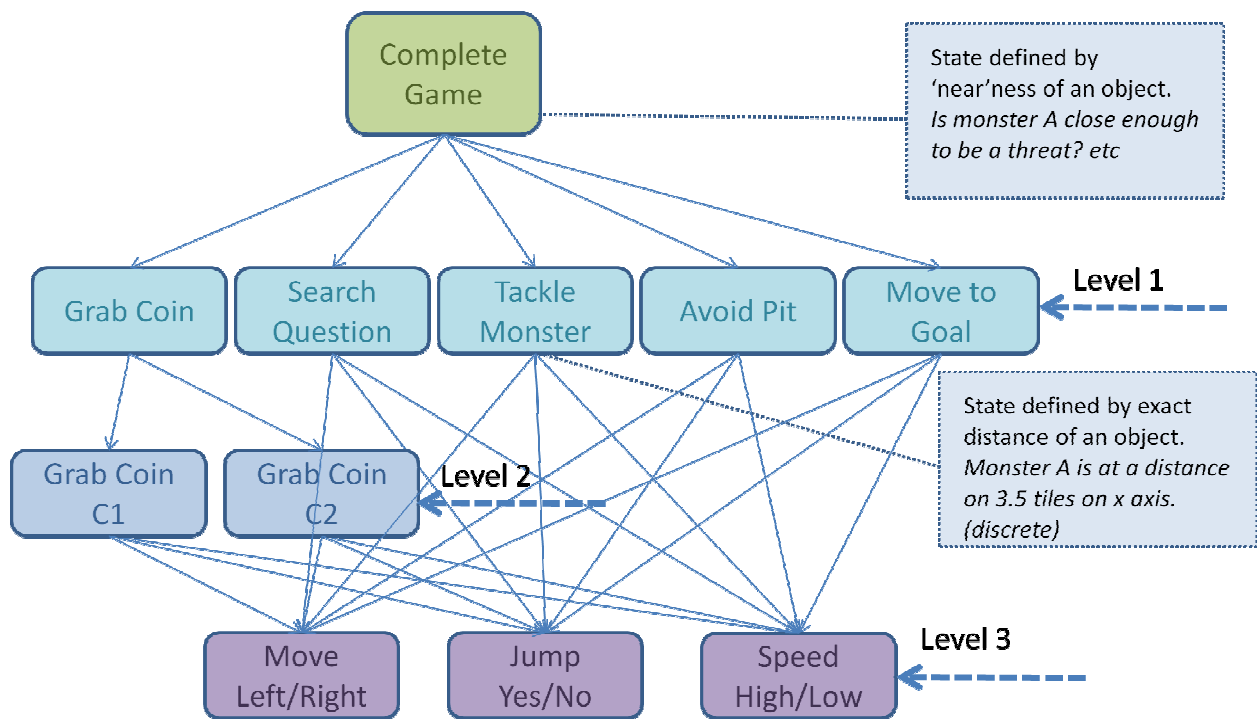 Complete
Game
State defined by
‘near’ness of an object.
Is monster A close enough
to be a threat? etc
Grab Coin
Search
Question
Tackle
Monster
Avoid Pit
Move to
Goal
Level 1
State defined by exact
distance of an object.
Monster A is at a distance
on 3.5 tiles on x axis.
(discrete)
Grab Coin
C1
Grab Coin
C2
Level 2
Move
Left/Right
Jump
Yes/No
Speed
High/Low
Level 3